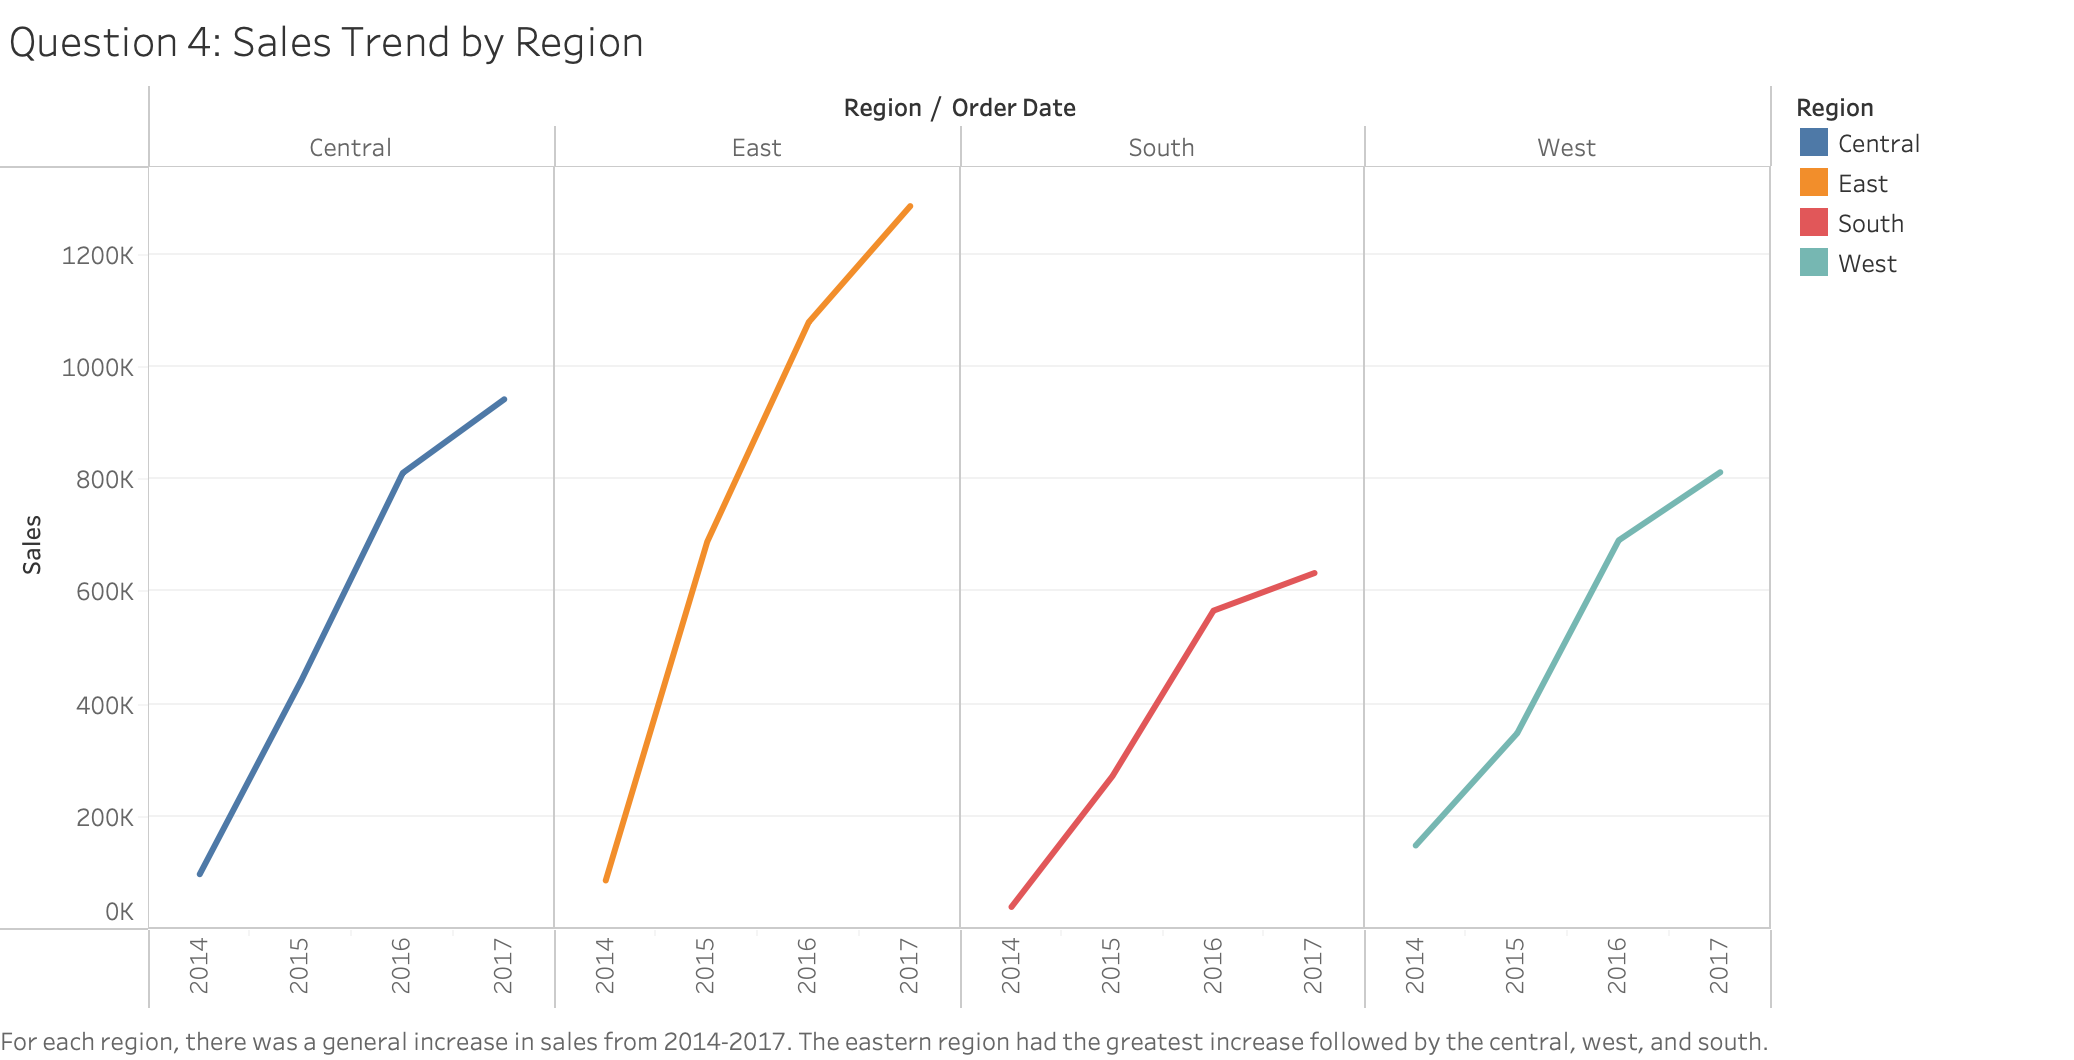 Question 4: Sales Trend by Region
Region / Order Date
Central East South West
Region
Central
East
South
West
Sales
1200K
1000K
800K
600K
400K
200K
0K
2014 2015 2016 2017 2014 2015 2016 2017 2014 2015 2016 2017 2014 2015 2016 2017
For each region, there was a general increase in sales from 2014-2017. The eastern region had the greatest increase followed by the central, west, and south.